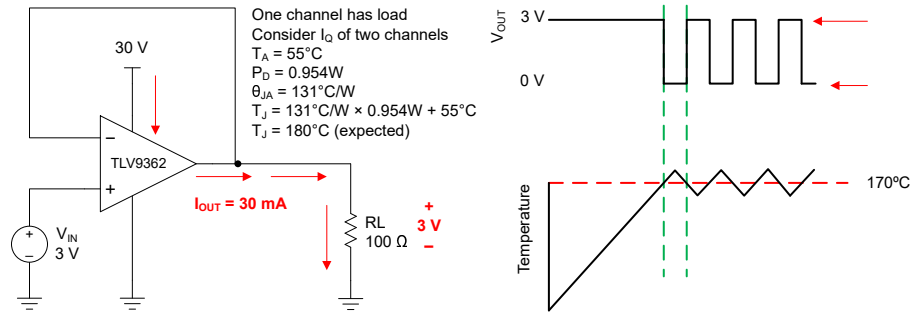 One channel has load
Consider IQ of two channels
TA = 55°C
PD = 0.954W
θJA = 131°C/W
TJ = 131°C/W × 0.954W + 55°C
TJ = 180°C (expected)
30 V
–
TLV9362
+
IOUT = 30 mA
+
–
VIN
3 V
RL
100 Ω
+
3 V
–
VOUT
3 V
0 V
Temperature
170ºC